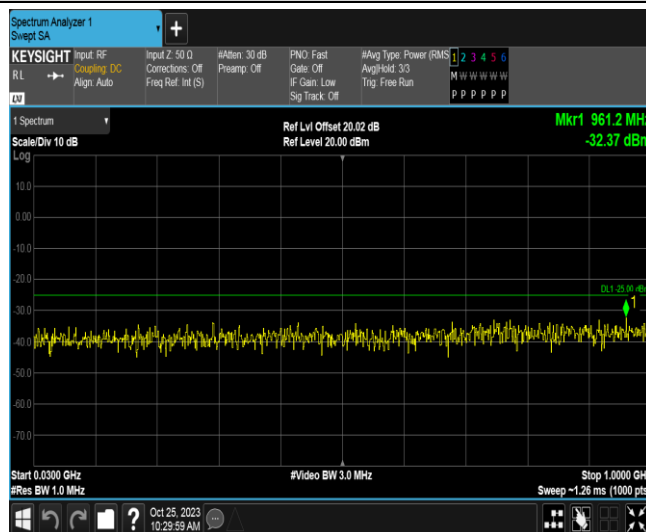 Spectrum Analyzer 1
Swept SA
+
KEYSIGHT
RL
LXI
Input: RF
Coupling: DC
Align: Auto
Input Z: 50 Ω
Corrections: Off
Freq Ref: Int (S)
#Atten: 30 dB
Preamp: Off
PNO: Fast
Gate: Off
IF Gain: Low
Sig Track: Off
#Avg Type: Power (RMS
Avg|Hold: 3/3
Trig: Free Run
1 2 3 4 5 6
M W W W W W
P P P P P P
1 Spectrum
Scale/Div 10 dB
Log
Ref Lvl Offset 20.02 dB
Ref Level 20.00 dBm
Mkr1 961.2 MHz
-32.37 dBm
10.0
0.00
-10.0
-20.0
-30.0
-40.0
-50.0
-60.0
-70.0
DL1 -25.00 dBm
1
Start 0.0300 GHz
#Res BW 1.0 MHz
#Video BW 3.0 MHz
Stop 1.0000 GH
Sweep ~1.26 ms (1000 pts
?
Oct 25, 2023
10:29:59 AM